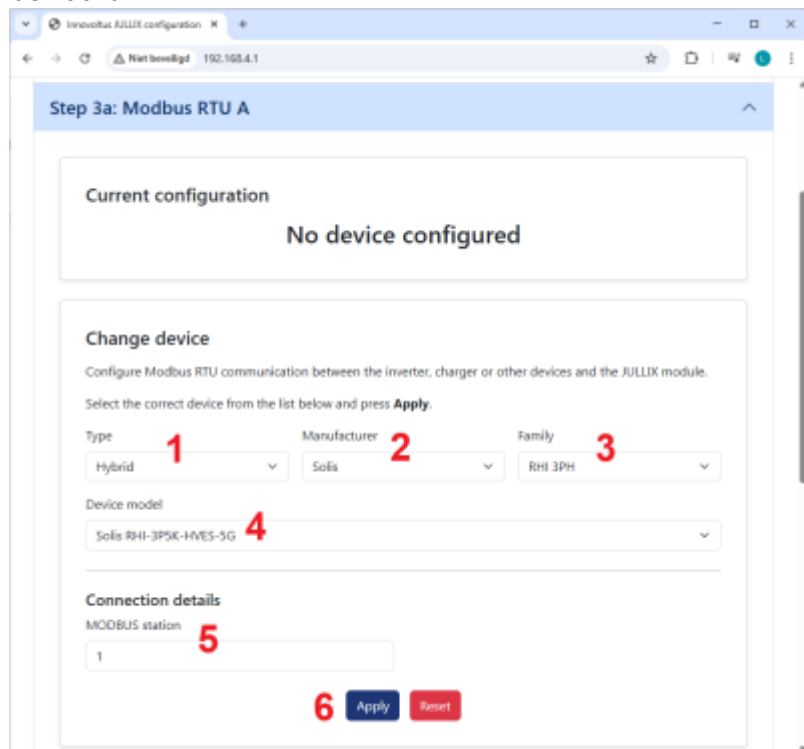 Innovoltus JULLIX configuration
Niet beveiligd 192.168.4.1
Step 3a: Modbus RTU A
Current configuration
No device configured
Change device
Configure Modbus RTU communication between the inverter, charger or other devices and the JULLIX module.
Select the correct device from the list below and press Apply.
Type 1 Manufacturer 2 Family 3
Hybrid Solis RHI 3PH
Device model
Solis RHI-3P5K-HVES-5G 4
Connection details
MODBUS station
5
1
6 Apply Reset